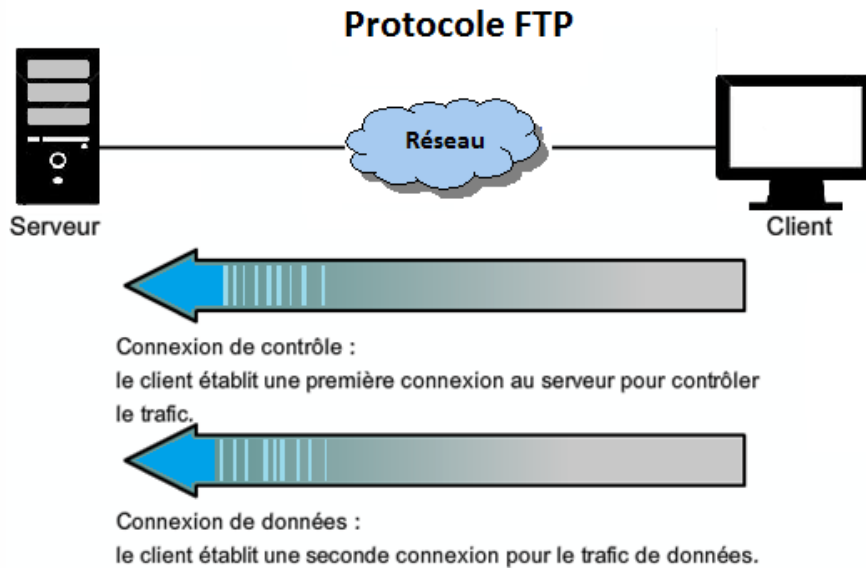 Protocole FTP
Réseau
Serveur
Client
Connexion de contrôle :
le client établit une première connexion au serveur pour contrôler
le trafic.
Connexion de données :
le client établit une seconde connexion pour le trafic de données.